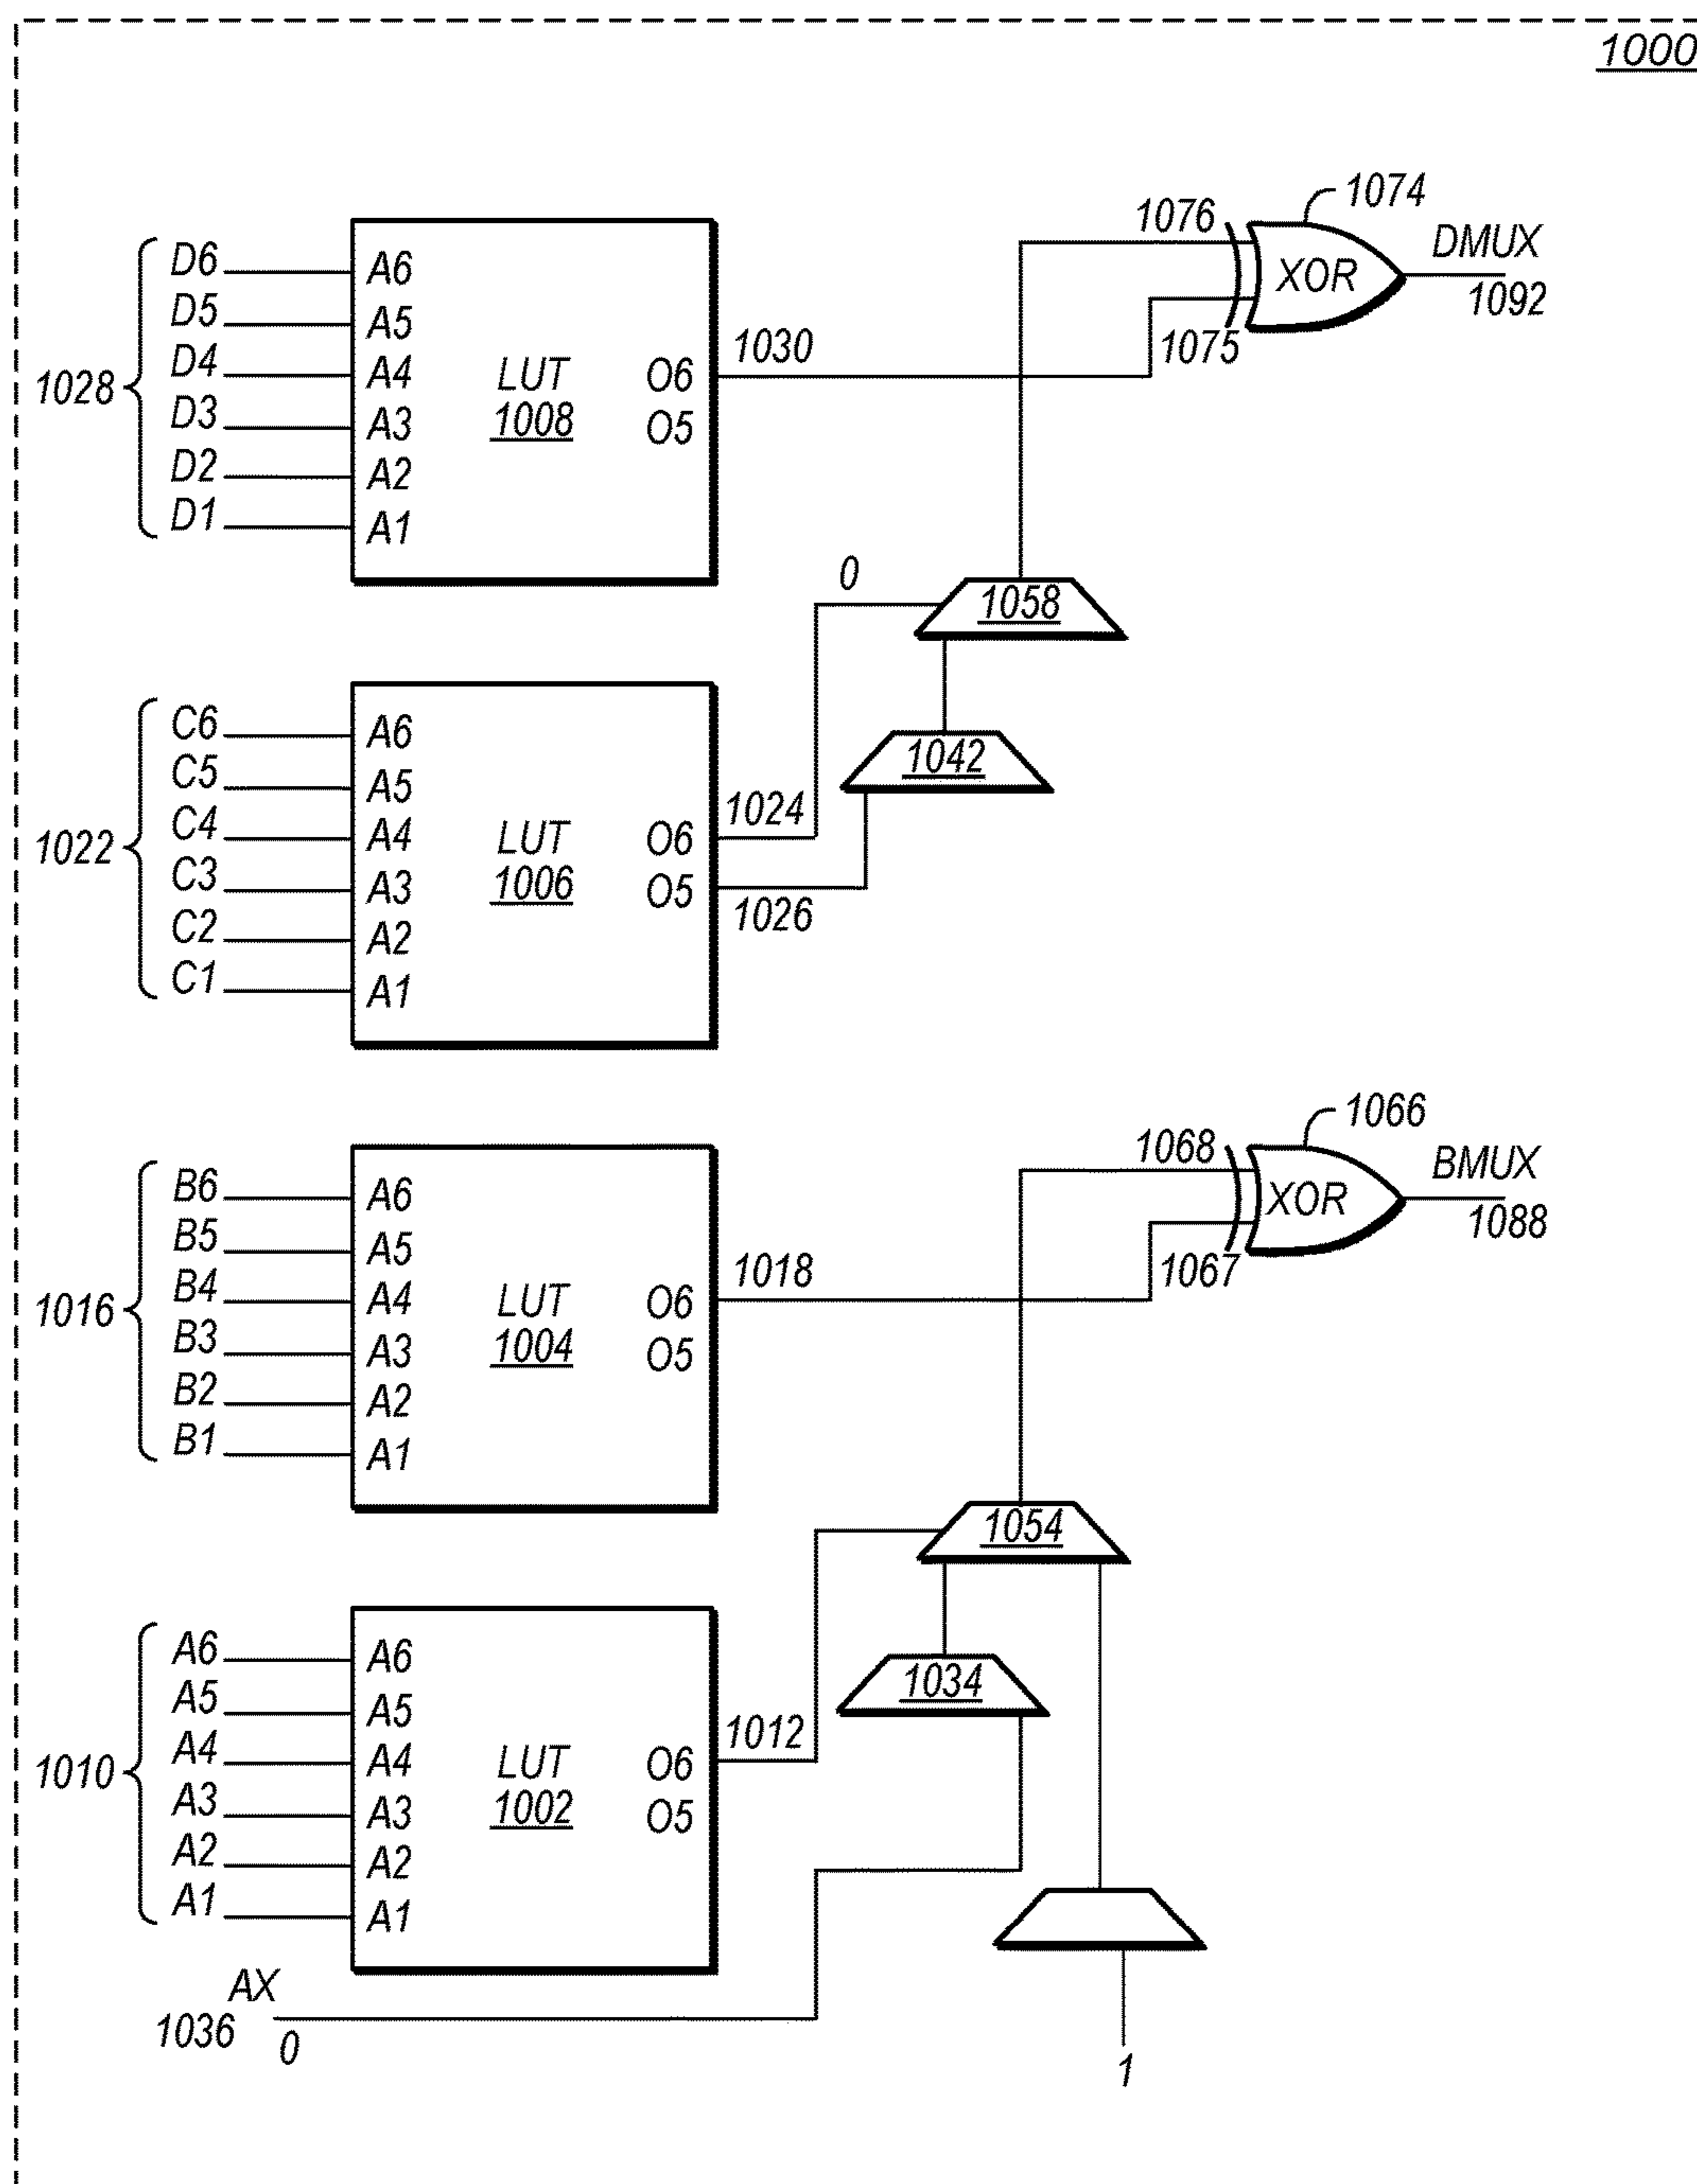 1000
1074
1076
DMUX
XOR
1092
1075
D6 A6
D5 A5
1030
D4 A4 LUT O6
1028
D3 A3 1008 O5
D2 A2
D1 A1
0
1058
C6 A6
1042
C5 A5
1024
C4 A4 LUT O6
1022
C3 A3 1006 O5
1026
C2 A2
C1 A1
1066
1068
BMUX
XOR
B6 A6
1088
B5 A5
1067
1018
B4 A4 LUT O6
1016
B3 A3 1004 O5
B2 A2
B1 A1
1054
A6 A6
1034
A5 A5
1012
A4 A4 LUT O6
1010
A3 A3 1002 O5
A2 A2
A1 A1
AX
1036
0
1